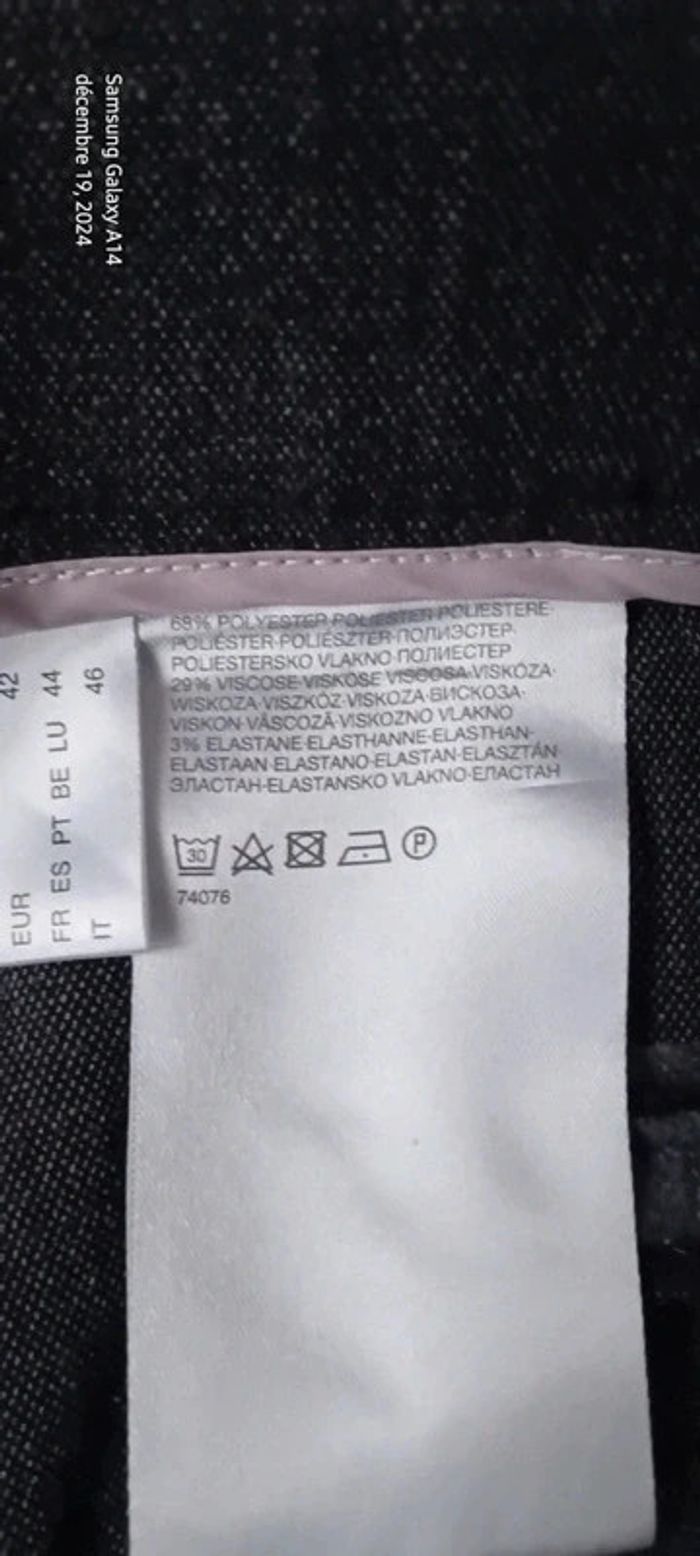 Samsung Galaxy A14
décembre 19, 2024
68% POLYESTER·POLIESTER·POLIESTERE·
POLIÉSTER·POLIÉSZTER·ПОЛИЭСТЕР·
POLIESTERSKO VLAKNO·ПОЛИЕСТЕР
29% VISCOSE·VISKOSE·VISCOSA·VISKÓZA·
WISKOZA·VISZKÓZ·VISKOZA·ВИСКОЗА·
VISKON·VÂSCOZĂ·VISKOZNO VLAKNO
3% ELASTANE·ELASTHANNE·ELASTHAN·
ELASTAAN·ELASTANO·ELASTAN·ELASZTÁN·
ЭЛАСТАН·ELASTANSKO VLAKNO·ЕЛАСТАН
30
P
74076
EUR 42
FR ES PT BE LU 44
IT 46